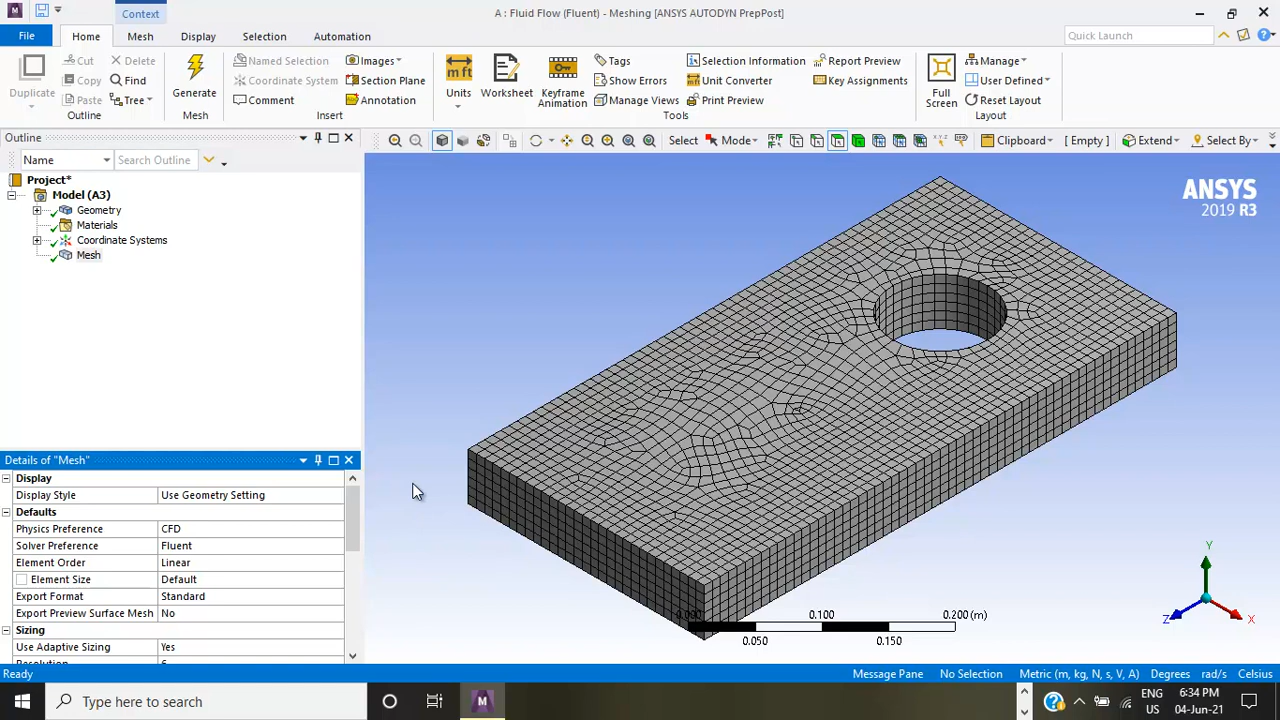 Context
A : Fluid Flow (Fluent) - Meshing [ANSYS AUTODYN PrepPost]
File Home Mesh Display Selection Automation Quick Launch
Duplicate Cut Copy Paste Delete Find Tree
Outline
Generate
Mesh
Named Selection Coordinate System Comment
Images Section Plane Annotation
Insert
Units Worksheet Keyframe Animation
Tags Show Errors Manage Views
Selection Information Unit Converter Print Preview
Report Preview Key Assignments
Tools
Full Screen
Manage User Defined Reset Layout
Layout
Outline
Select Mode Clipboard [ Empty ] Extend Select By
Name Search Outline
Project*
Model (A3)
Geometry
Materials
Coordinate Systems
Mesh
ANSYS
2019 R3
Details of "Mesh"
Display
Display Style Use Geometry Setting
Defaults
Physics Preference CFD
Solver Preference Fluent
Element Order Linear
Element Size Default
Export Format Standard
Export Preview Surface Mesh No
Sizing
Use Adaptive Sizing Yes
Resolution 6
Y
Z X
0.000 0.100 0.200 (m)
0.050 0.150
Ready Message Pane No Selection Metric (m, kg, N, s, V, A) Degrees rad/s Celsius
Type here to search
ENG
US
6:34 PM
04-Jun-21